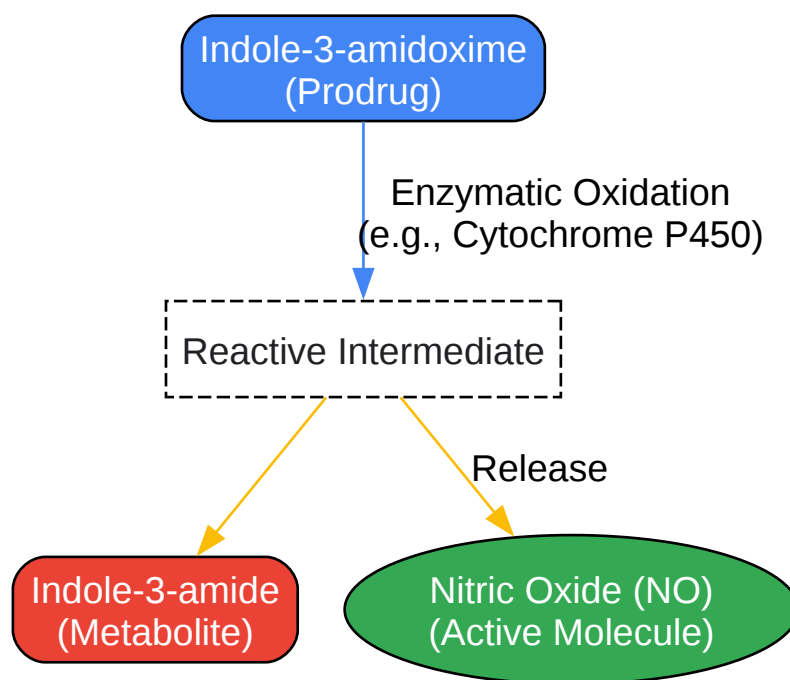 Indole-3-amidoxime
(Prodrug)
Enzymatic Oxidation
(e.g., Cytochrome P450)
Reactive Intermediate
Release
Indole-3-amide
(Metabolite)
Nitric Oxide (NO)
(Active Molecule)